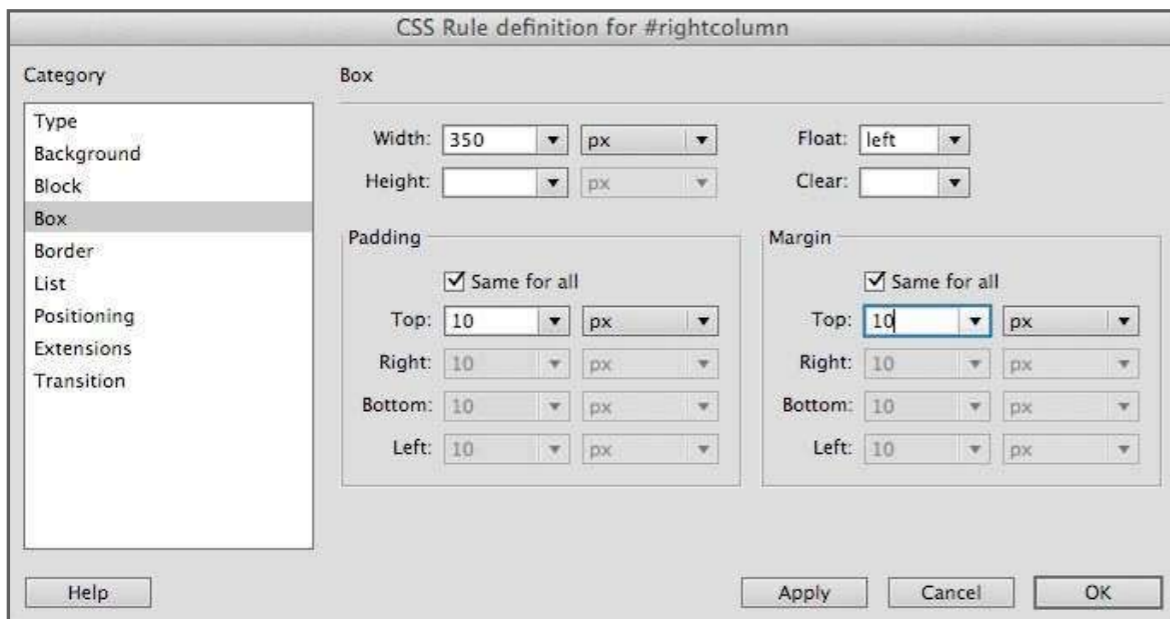 CSS Rule definition for #rightcolumn
Category
Type
Background
Block
Box
Border
List
Positioning
Extensions
Transition
Box
Width: 350 px Float: left
Height: px Clear:
Padding
Same for all
Top: 10 px
Right: 10 px
Bottom: 10 px
Left: 10 px
Margin
Same for all
Top: 10 px
Right: 10 px
Bottom: 10 px
Left: 10 px
Help Apply Cancel OK